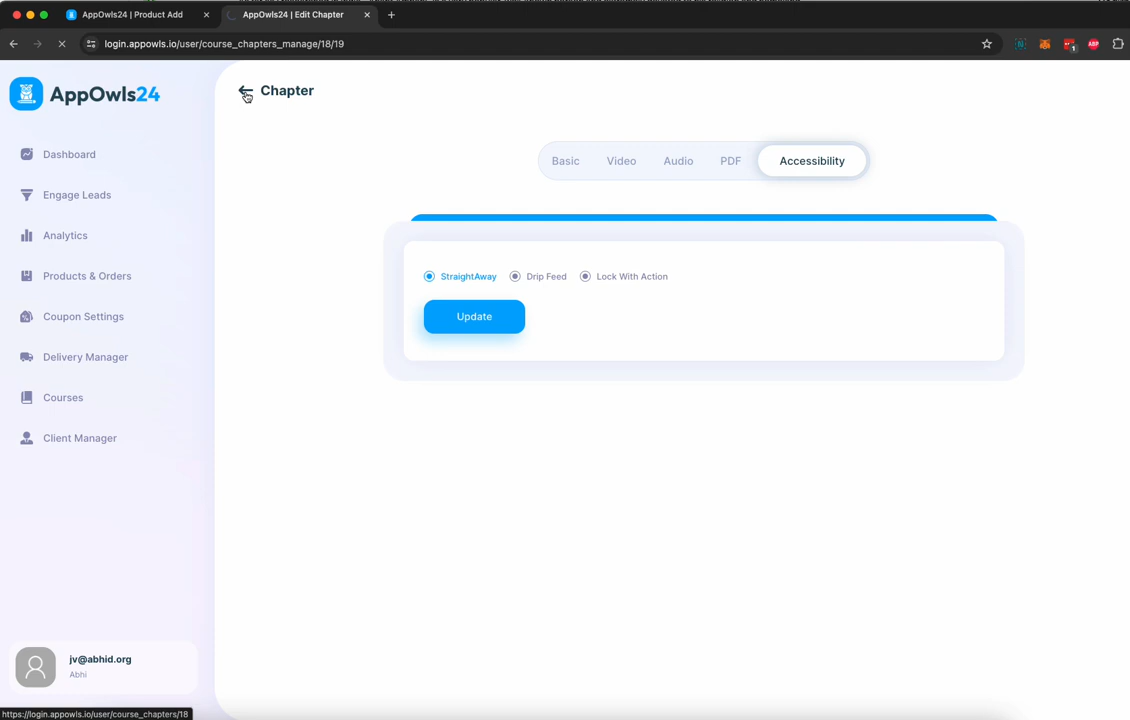 AppOwls24 | Product Add
AppOwls24 | Edit Chapter
login.appowls.io/user/course_chapters_manage/18/19
1
ABP
AppOwls24
Chapter
Basic
Video
Audio
PDF
Accessibility
Dashboard
Engage Leads
Analytics
Products & Orders
Coupon Settings
Delivery Manager
Courses
Client Manager
StraightAway
Drip Feed
Lock With Action
Update
jv@abhid.org
Abhi
https://login.appowls.io/user/course_chapters/18